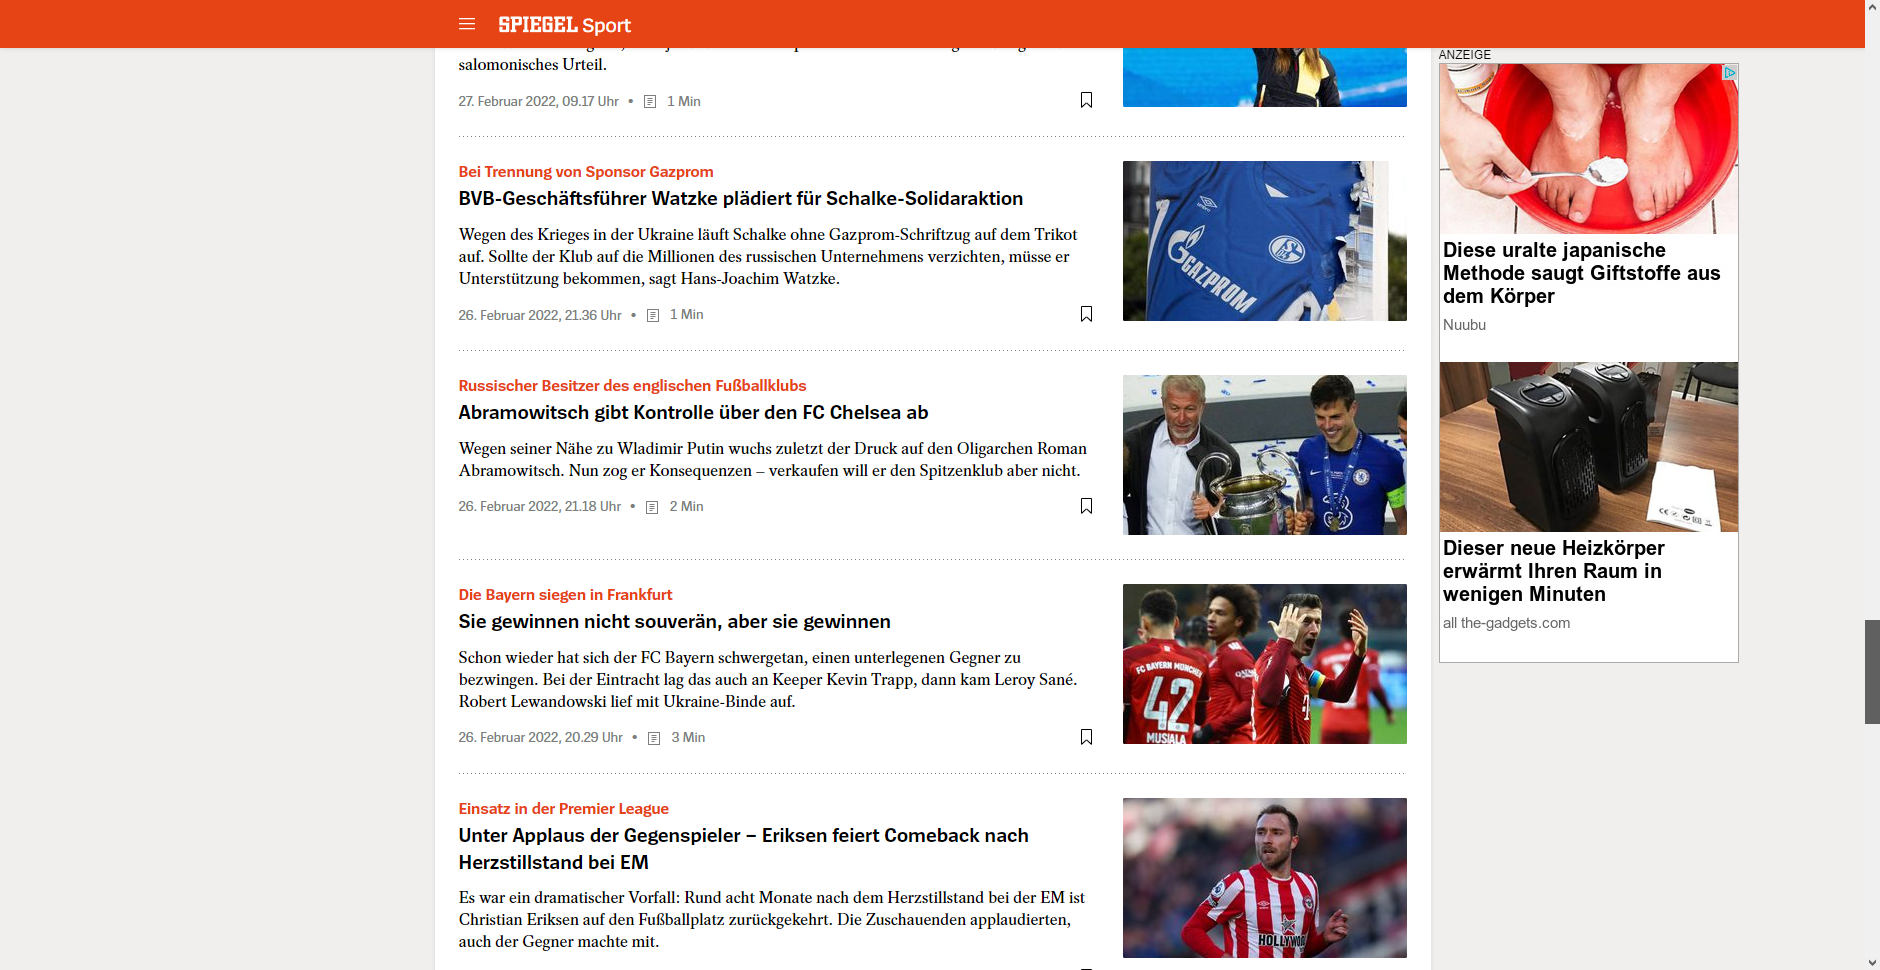 SPIEGEL Sport
salomonisches Urteil.
27. Februar 2022, 09.17 Uhr • 1 Min
Bei Trennung von Sponsor Gazprom
BVB-Geschäftsführer Watzke plädiert für Schalke-Solidaraktion
Wegen des Krieges in der Ukraine läuft Schalke ohne Gazprom-Schriftzug auf dem Trikot
auf. Sollte der Klub auf die Millionen des russischen Unternehmens verzichten, müsse er
Unterstützung bekommen, sagt Hans-Joachim Watzke.
26. Februar 2022, 21.36 Uhr • 1 Min
umbro
S04
GAZPROM
Russischer Besitzer des englischen Fußballklubs
Abramowitsch gibt Kontrolle über den FC Chelsea ab
Wegen seiner Nähe zu Wladimir Putin wuchs zuletzt der Druck auf den Oligarchen Roman
Abramowitsch. Nun zog er Konsequenzen – verkaufen will er den Spitzenklub aber nicht.
26. Februar 2022, 21.18 Uhr • 2 Min
3
Die Bayern siegen in Frankfurt
Sie gewinnen nicht souverän, aber sie gewinnen
Schon wieder hat sich der FC Bayern schwergetan, einen unterlegenen Gegner zu
bezwingen. Bei der Eintracht lag das auch an Keeper Kevin Trapp, dann kam Leroy Sané.
Robert Lewandowski lief mit Ukraine-Binde auf.
26. Februar 2022, 20.29 Uhr • 3 Min
FC BAYERN MÜNCHEN
42
MUSIALA
T
Einsatz in der Premier League
Unter Applaus der Gegenspieler – Eriksen feiert Comeback nach
Herzstillstand bei EM
Es war ein dramatischer Vorfall: Rund acht Monate nach dem Herzstillstand bei der EM ist
Christian Eriksen auf den Fußballplatz zurückgekehrt. Die Zuschauenden applaudierten,
auch der Gegner machte mit.
HOLLYWOOD
ANZEIGE
Diese uralte japanische
Methode saugt Giftstoffe aus
dem Körper
Nuubu
CE
Dieser neue Heizkörper
erwärmt Ihren Raum in
wenigen Minuten
all the-gadgets.com